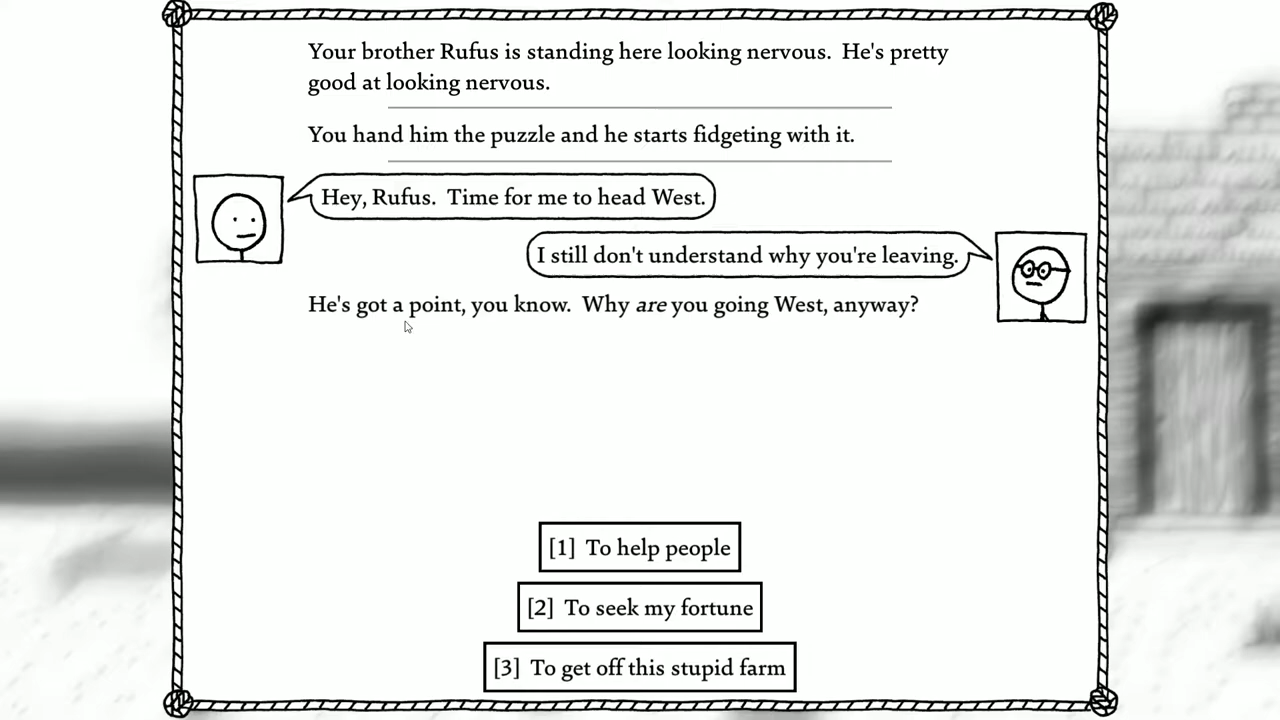 Your brother Rufus is standing here looking nervous.  He's pretty
good at looking nervous.
You hand him the puzzle and he starts fidgeting with it.
Hey, Rufus.  Time for me to head West.
I still don't understand why you're leaving.
He's got a point, you know.  Why are you going West, anyway?
[1]  To help people
[2]  To seek my fortune
[3]  To get off this stupid farm